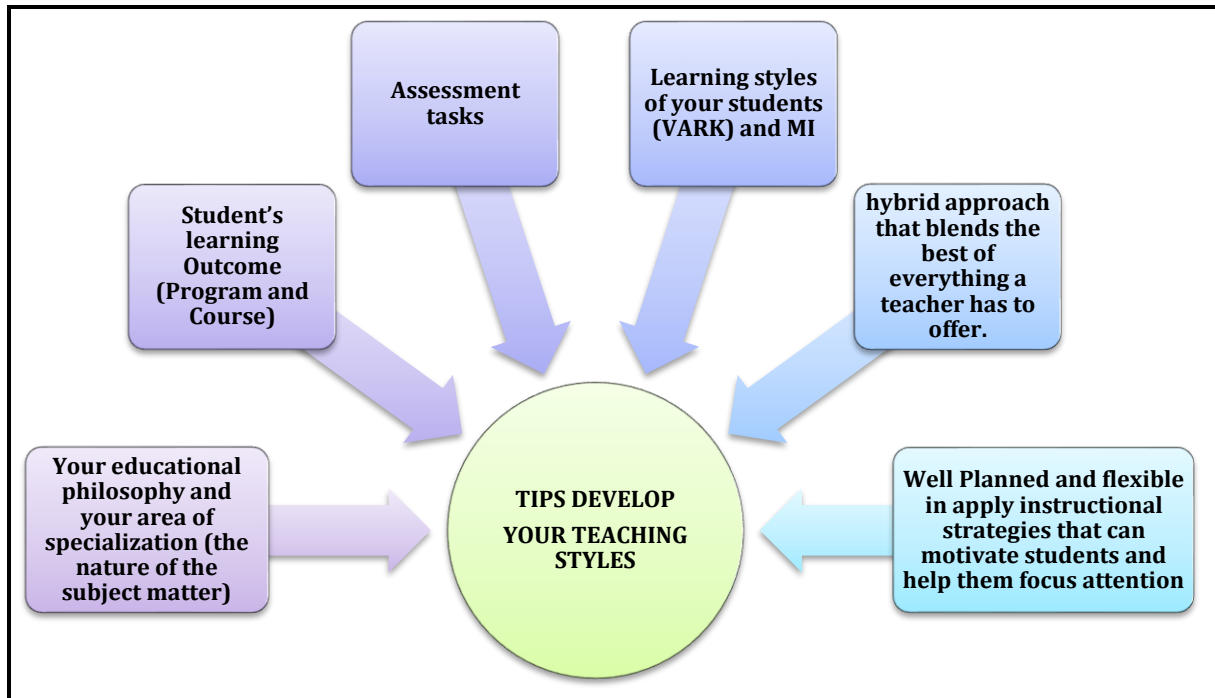 Assessment
tasks
Learning styles
of your students
(VARK) and MI
Student’s
learning
Outcome
(Program and
Course)
hybrid approach
that blends the
best of
everything a
teacher has to
offer.
Your educational
philosophy and
your area of
specialization (the
nature of the
subject matter)
TIPS DEVELOP
YOUR TEACHING
STYLES
Well Planned and flexible
in apply instructional
strategies that can
motivate students and
help them focus attention